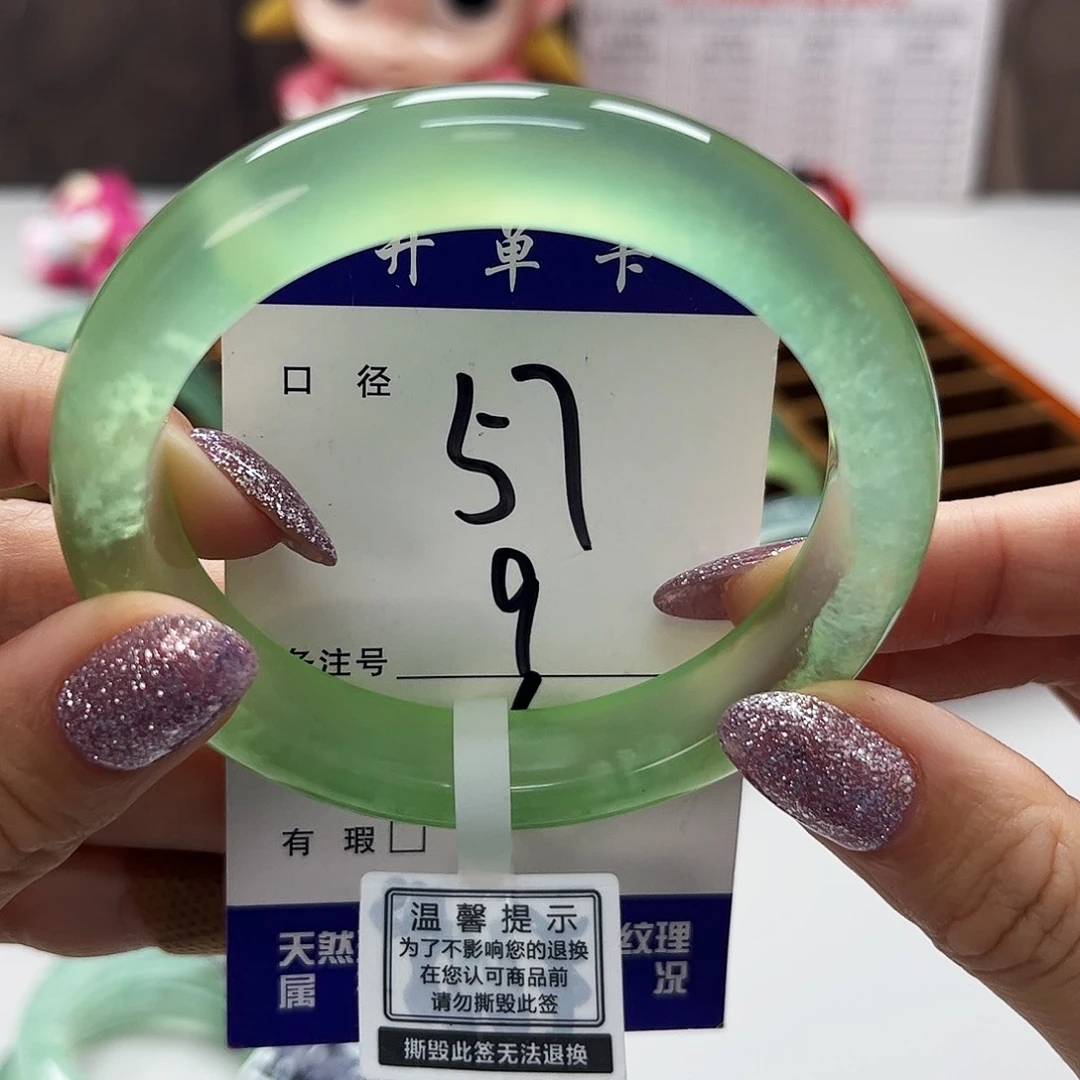 开单卡
口径 57
9
备注号
有瑕□
天然 纹理
属 况
温馨提示
为了不影响您的退换
在您认可商品前
请勿撕毁此签
撕毁此签无法退换